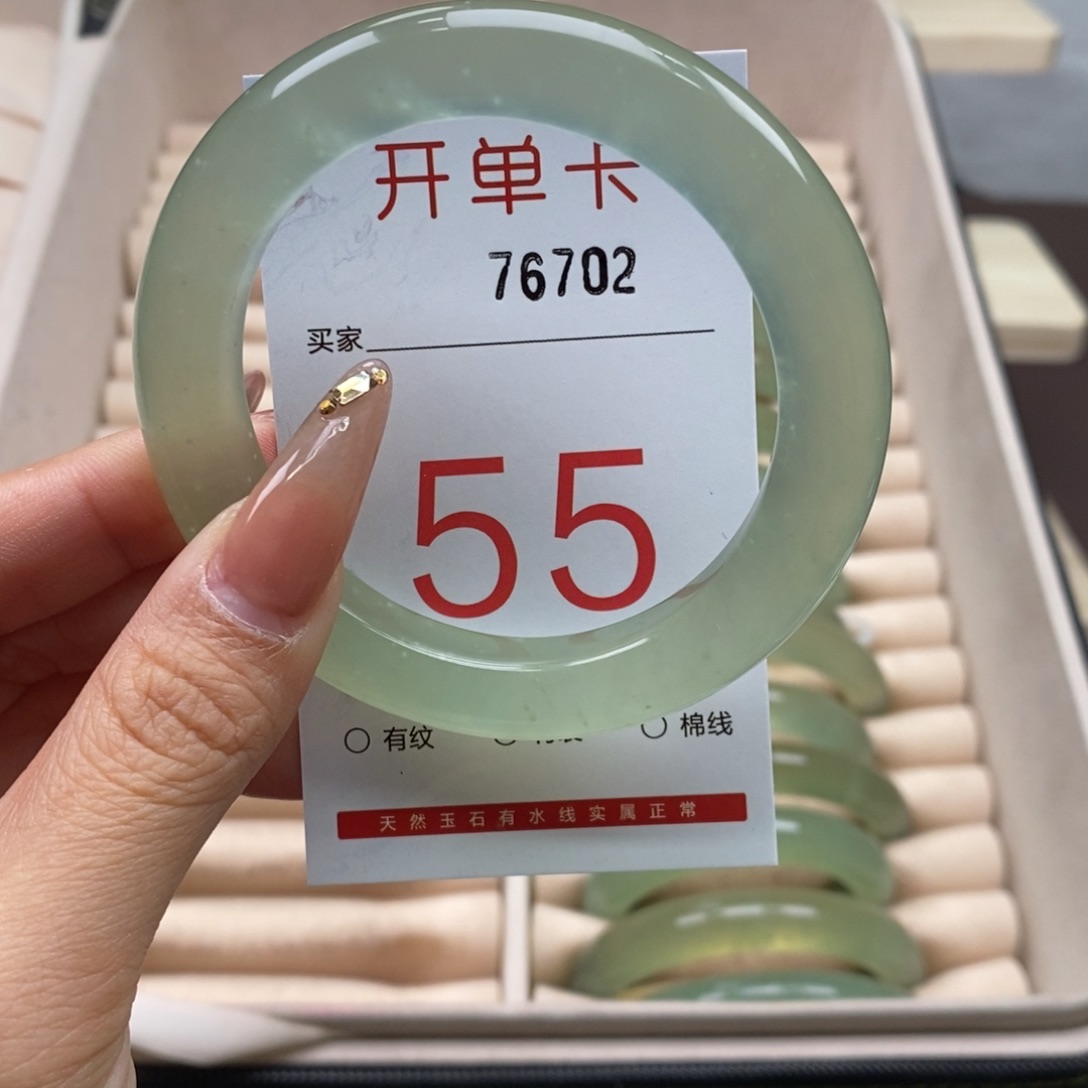 开单卡
76702
买家
55
有纹
棉线
天然玉石有水线实属正常